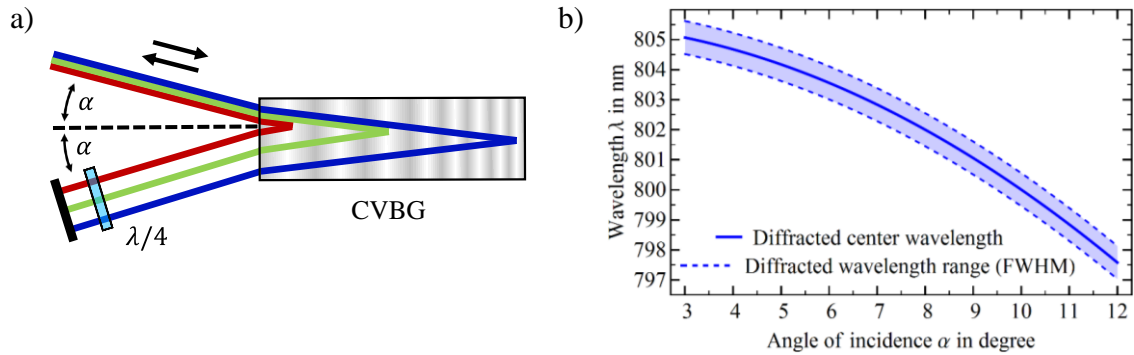 a)
α
α
λ/4
CVBG
b)
Wavelength λ in nm
805
804
803
802
801
800
799
798
797
Diffracted center wavelength
Diffracted wavelength range (FWHM)
3 4 5 6 7 8 9 10 11 12
Angle of incidence α in degree